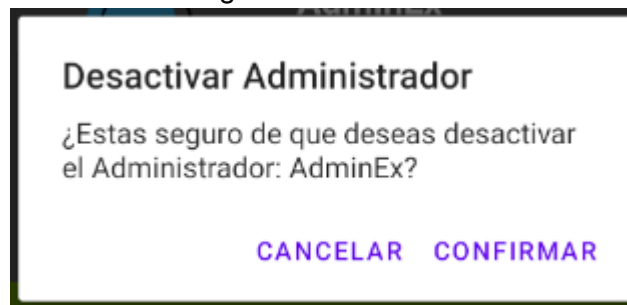 Desactivar Administrador
¿Estas seguro de que deseas desactivar
el Administrador: AdminEx?
CANCELAR CONFIRMAR